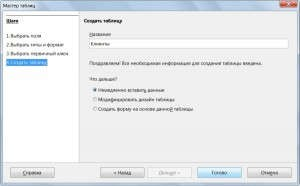 Мастер таблиц
Шаги
1.Выбрать поля
2.Выбрать типы и формат
3.Выбрать первичный ключ
4.Создать таблицу
Создать таблицу
Название
Клиенты
Поздравляем! Вся необходимая информация для создания таблицы введена.
Что дальше?
Немедленно вставить данные
Модифицировать дизайн таблицы
Создать форму на основе данной таблицы
Справка
< Назад
Дальше >
Готово
Отмена